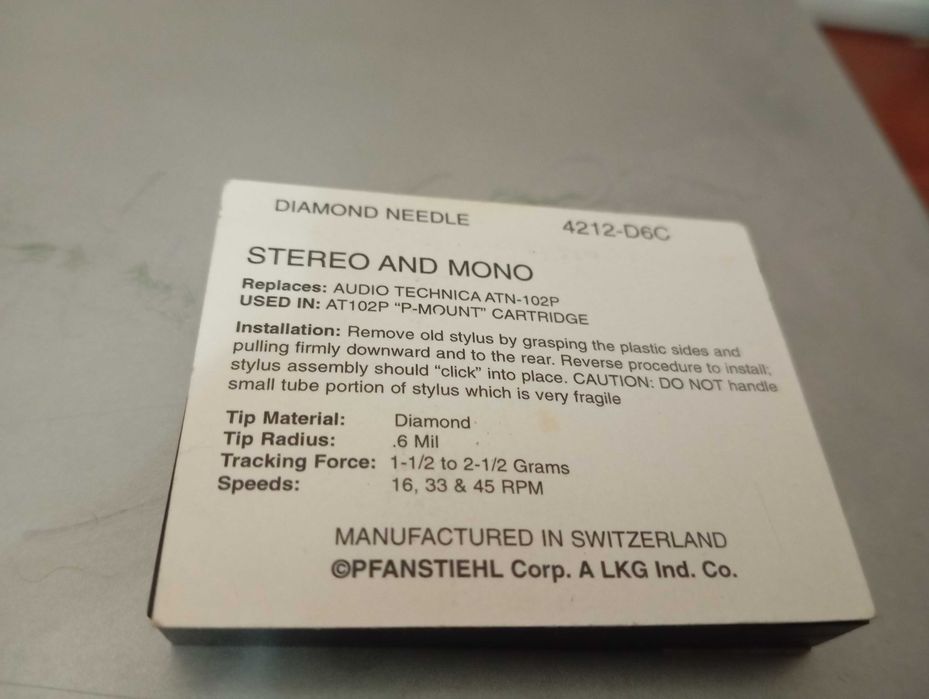 DIAMOND NEEDLE 4212-D6C
STEREO AND MONO
Replaces: AUDIO TECHNICA ATN-102P
USED IN: AT102P "P-MOUNT" CARTRIDGE
Installation: Remove old stylus by grasping the plastic sides and
pulling firmly downward and to the rear. Reverse procedure to install;
stylus assembly should "click" into place. CAUTION: DO NOT handle
small tube portion of stylus which is very fragile
Tip Material: Diamond
Tip Radius: .6 Mil
Tracking Force: 1-1/2 to 2-1/2 Grams
Speeds: 16, 33 & 45 RPM
MANUFACTURED IN SWITZERLAND
©PFANSTIEHL Corp. A LKG Ind. Co.